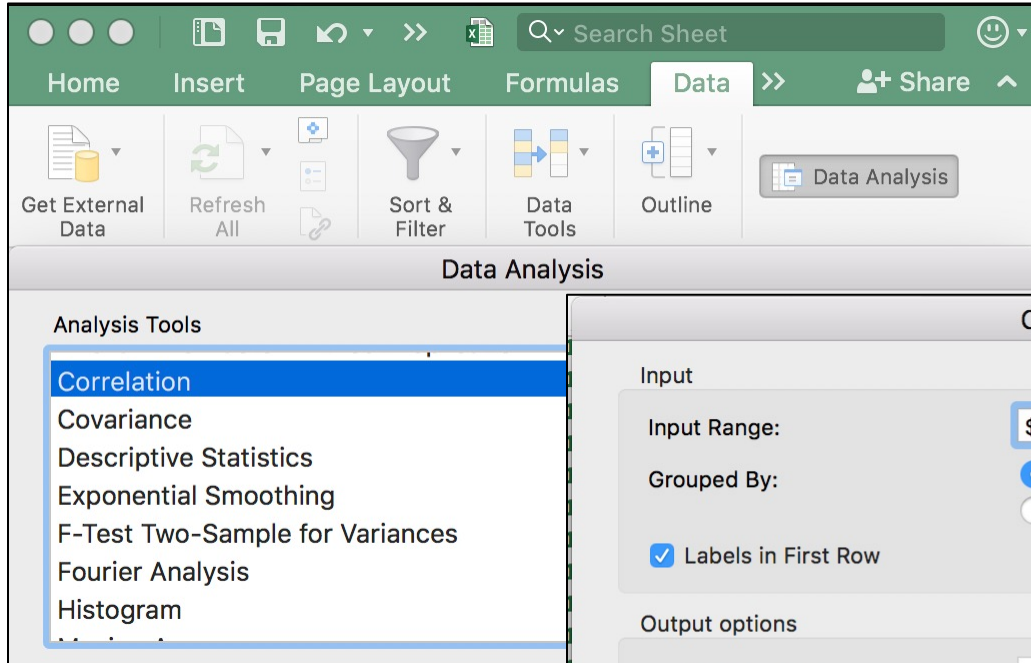 Search Sheet
Home Insert Page Layout Formulas Data Share
Get External Data
Refresh All
Sort & Filter
Data Tools
Outline
Data Analysis
Data Analysis
Analysis Tools
Correlation
Covariance
Descriptive Statistics
Exponential Smoothing
F-Test Two-Sample for Variances
Fourier Analysis
Histogram
Input
Input Range:
Grouped By:
Labels in First Row
Output options